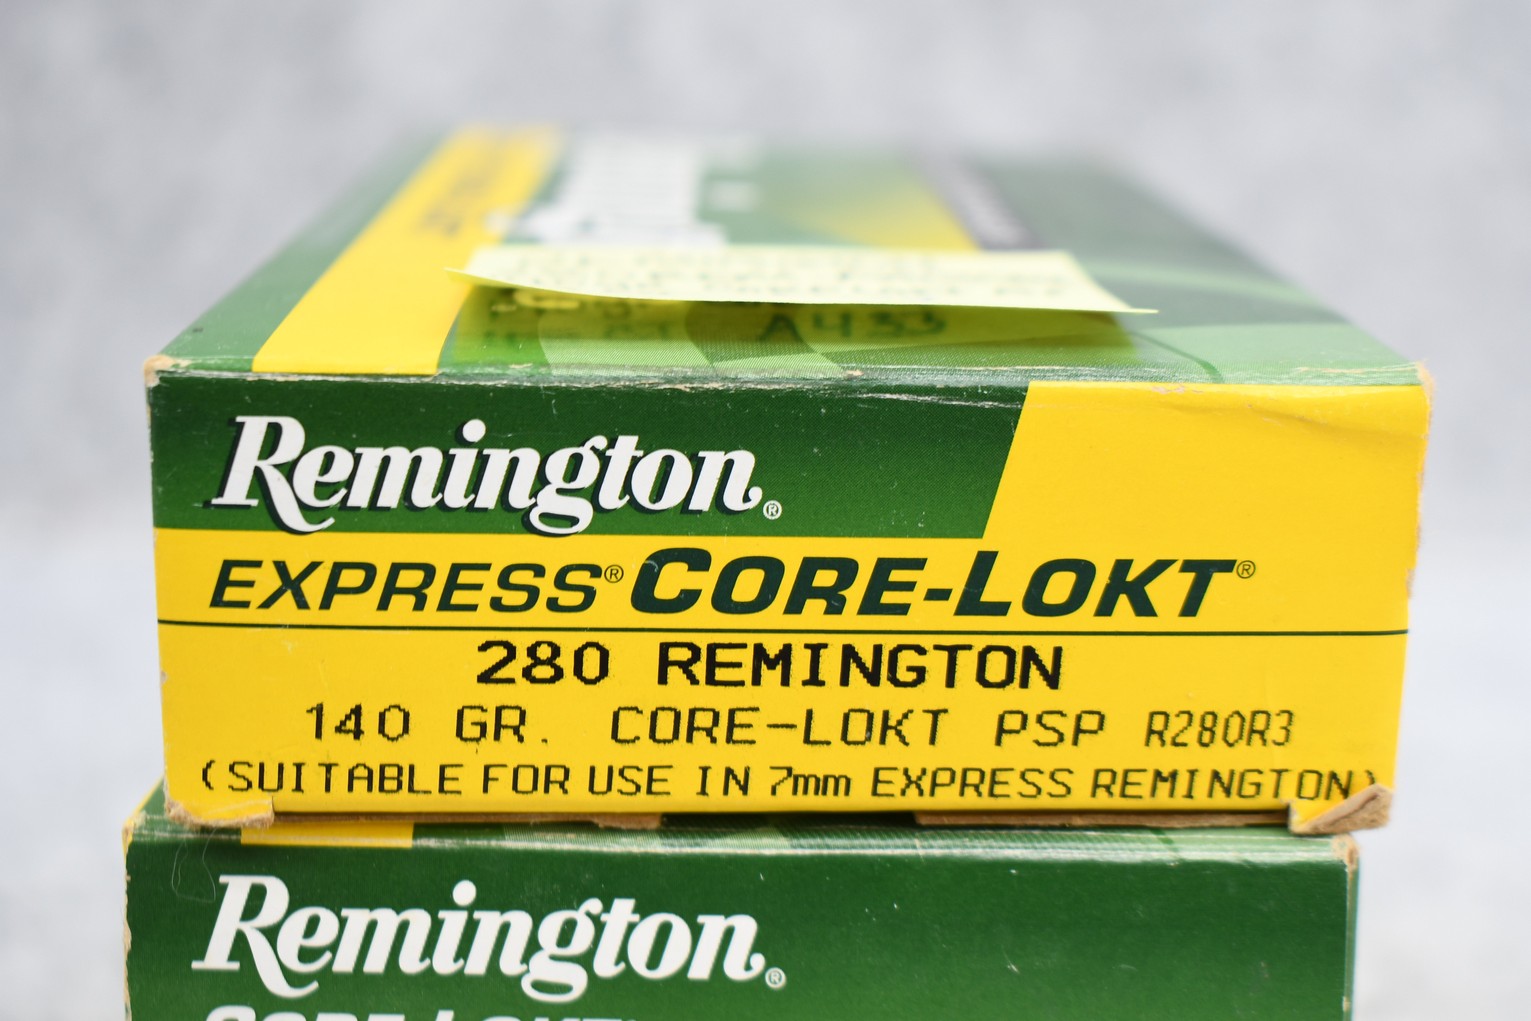 A433
Remington®
EXPRESS® CORE-LOKT®
280 REMINGTON
140 GR. CORE-LOKT PSP R280R3
(SUITABLE FOR USE IN 7mm EXPRESS REMINGTON)
Remington®